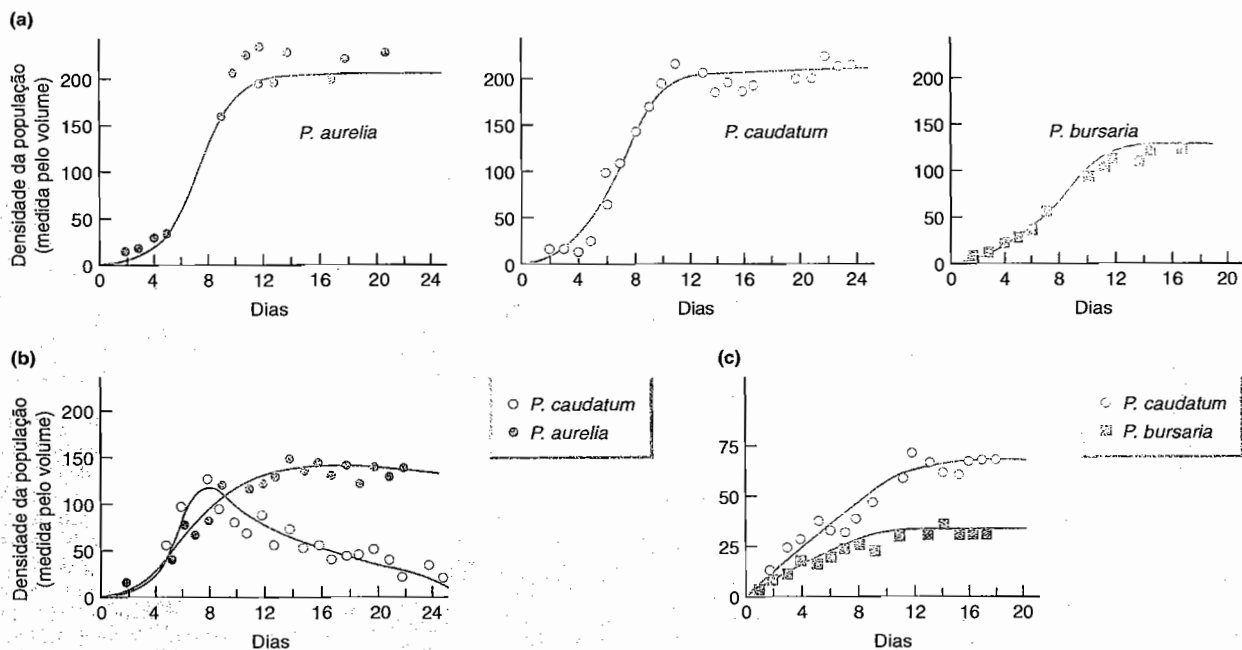 (a)
Densidade da população
(medida pelo volume)
200
150
100
50
0
P. aurelia
0 4 8 12 16 20 24
Dias
200
150
100
50
0
P. caudatum
0 4 8 12 16 20 24
Dias
200
150
100
50
0
P. bursaria
0 4 8 12 16 20
Dias
(b)
Densidade da população
(medida pelo volume)
200
150
100
50
0
0 4 8 12 16 20 24
Dias
P. caudatum
P. aurelia
(c)
75
50
25
0
0 4 8 12 16 20
Dias
P. caudatum
P. bursaria